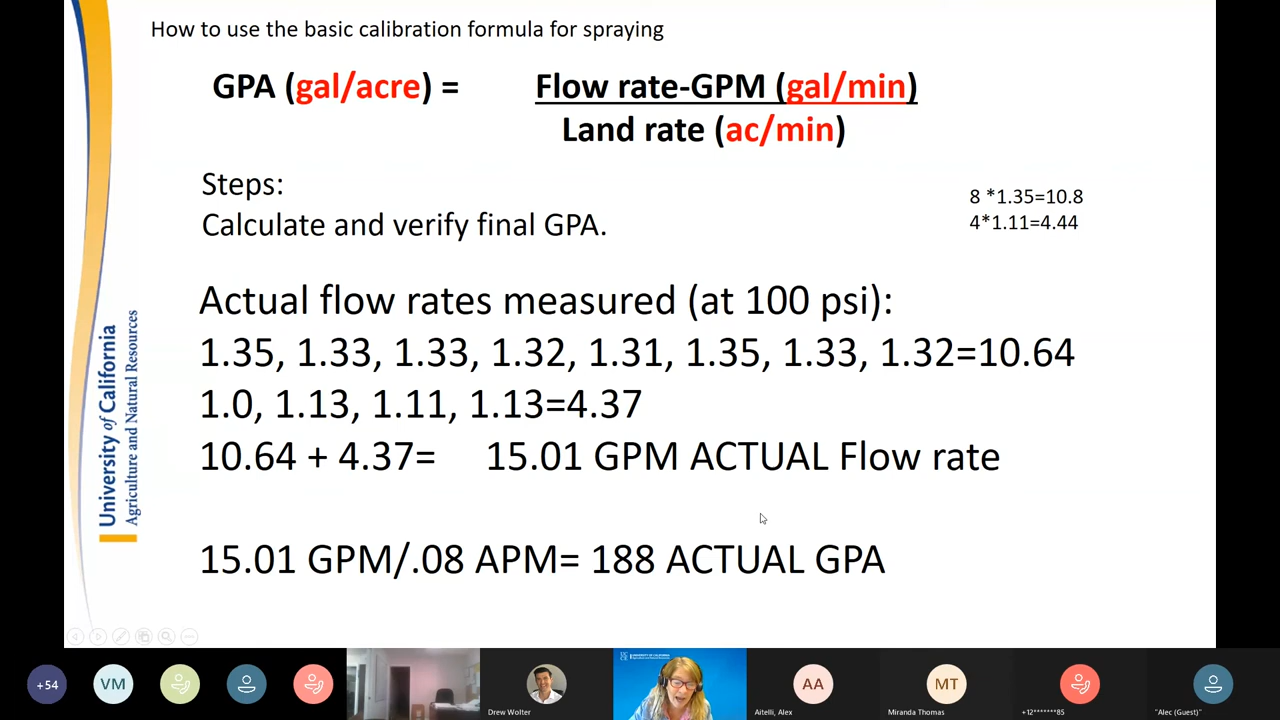 How to use the basic calibration formula for spraying
GPA (gal/acre) = Flow rate-GPM (gal/min)
Land rate (ac/min)
Steps:
Calculate and verify final GPA.
8 *1.35=10.8
4*1.11=4.44
Actual flow rates measured (at 100 psi):
1.35, 1.33, 1.33, 1.32, 1.31, 1.35, 1.33, 1.32=10.64
1.0, 1.13, 1.11, 1.13=4.37
10.64 + 4.37= 15.01 GPM ACTUAL Flow rate
15.01 GPM/.08 APM= 188 ACTUAL GPA
University of California
Agriculture and Natural Resources
+54
VM
Drew Wolter
AA
Aitelli, Alex
MT
Miranda Thomas
+12*******85
"Alec (Guest)"